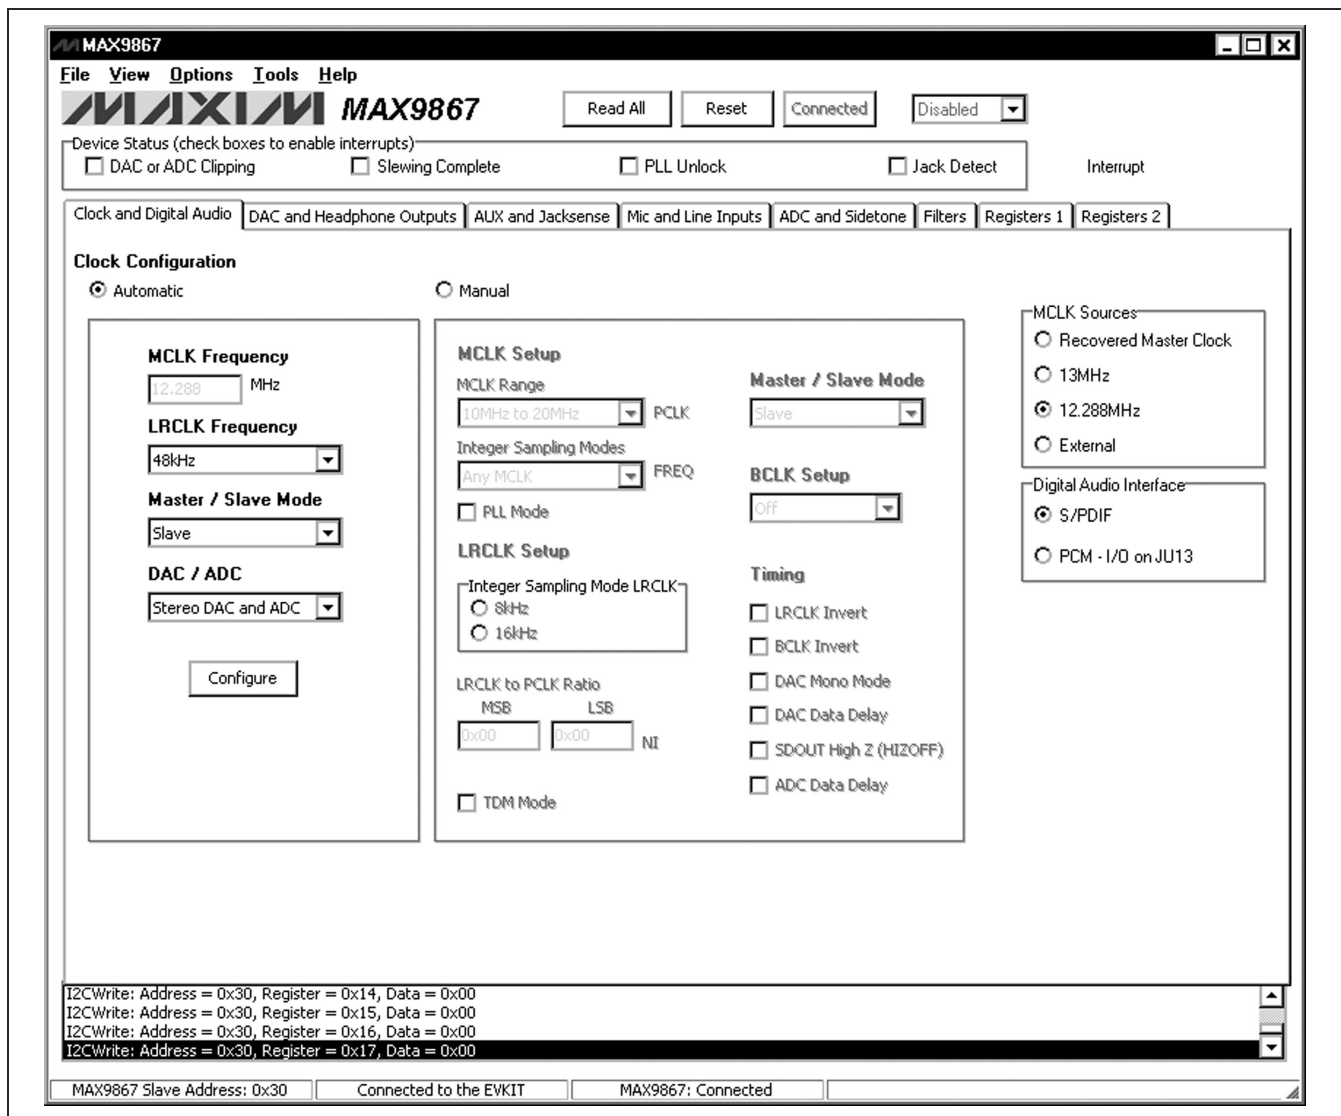 MAX9867
File View Options Tools Help
MAXIM MAX9867 Read All Reset Connected Disabled
Device Status (check boxes to enable interrupts)
DAC or ADC Clipping Slewing Complete PLL Unlock Jack Detect Interrupt
Clock and Digital Audio DAC and Headphone Outputs AUX and Jacksense Mic and Line Inputs ADC and Sidetone Filters Registers 1 Registers 2
Clock Configuration
Automatic Manual
MCLK Frequency
12.288 MHz
LRCLK Frequency
48kHz
Master / Slave Mode
Slave
DAC / ADC
Stereo DAC and ADC
Configure
MCLK Setup
MCLK Range
10MHz to 20MHz PCLK
Integer Sampling Modes
Any MCLK FREQ
PLL Mode
LRCLK Setup
Integer Sampling Mode LRCLK
8kHz
16kHz
LRCLK to PCLK Ratio
MSB LSB
0x00 0x00 NI
TDM Mode
Master / Slave Mode
Slave
BCLK Setup
Off
Timing
LRCLK Invert
BCLK Invert
DAC Mono Mode
DAC Data Delay
SDOUT High Z (HIZOFF)
ADC Data Delay
MCLK Sources
Recovered Master Clock
13MHz
12.288MHz
External
Digital Audio Interface
S/PDIF
PCM - I/O on JU13
I2CWrite: Address = 0x30, Register = 0x14, Data = 0x00
I2CWrite: Address = 0x30, Register = 0x15, Data = 0x00
I2CWrite: Address = 0x30, Register = 0x16, Data = 0x00
I2CWrite: Address = 0x30, Register = 0x17, Data = 0x00
MAX9867 Slave Address: 0x30 Connected to the EVKIT MAX9867: Connected